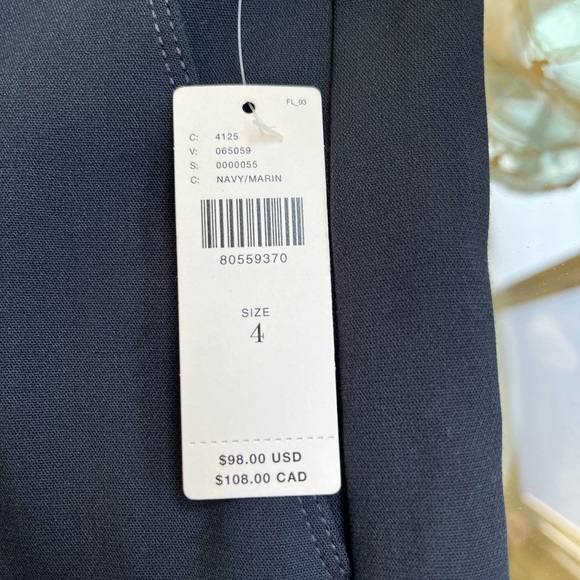 FL_93
C: 4125
V: 065059
S: 0000055
C: NAVY/MARIN
80559370
SIZE
4
$98.00 USD
$108.00 CAD